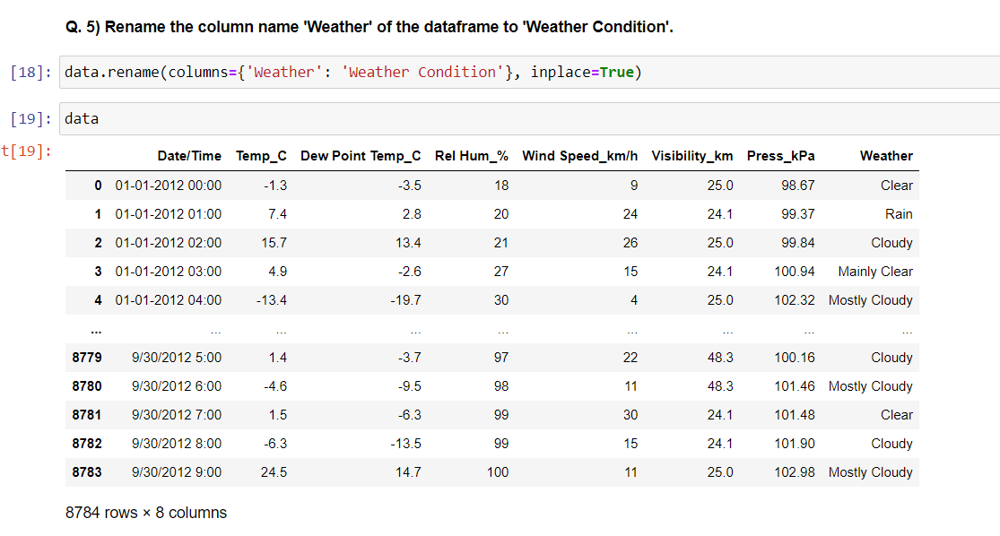 Q. 5) Rename the column name 'Weather' of the dataframe to 'Weather Condition'.
[18]: data.rename(columns={'Weather': 'Weather Condition'}, inplace=True)
[19]: data
t[19]:
Date/Time Temp_C Dew Point Temp_C Rel Hum_% Wind Speed_km/h Visibility_km Press_kPa Weather
0 01-01-2012 00:00 -1.3 -3.5 18 9 25.0 98.67 Clear
1 01-01-2012 01:00 7.4 2.8 20 24 24.1 99.37 Rain
2 01-01-2012 02:00 15.7 13.4 21 26 25.0 99.84 Cloudy
3 01-01-2012 03:00 4.9 -2.6 27 15 24.1 100.94 Mainly Clear
4 01-01-2012 04:00 -13.4 -19.7 30 4 25.0 102.32 Mostly Cloudy
... ... ... ... ... ... ... ... ...
8779 9/30/2012 5:00 1.4 -3.7 97 22 48.3 100.16 Cloudy
8780 9/30/2012 6:00 -4.6 -9.5 98 11 48.3 101.46 Mostly Cloudy
8781 9/30/2012 7:00 1.5 -6.3 99 30 24.1 101.48 Clear
8782 9/30/2012 8:00 -6.3 -13.5 99 15 24.1 101.90 Cloudy
8783 9/30/2012 9:00 24.5 14.7 100 11 25.0 102.98 Mostly Cloudy
8784 rows × 8 columns